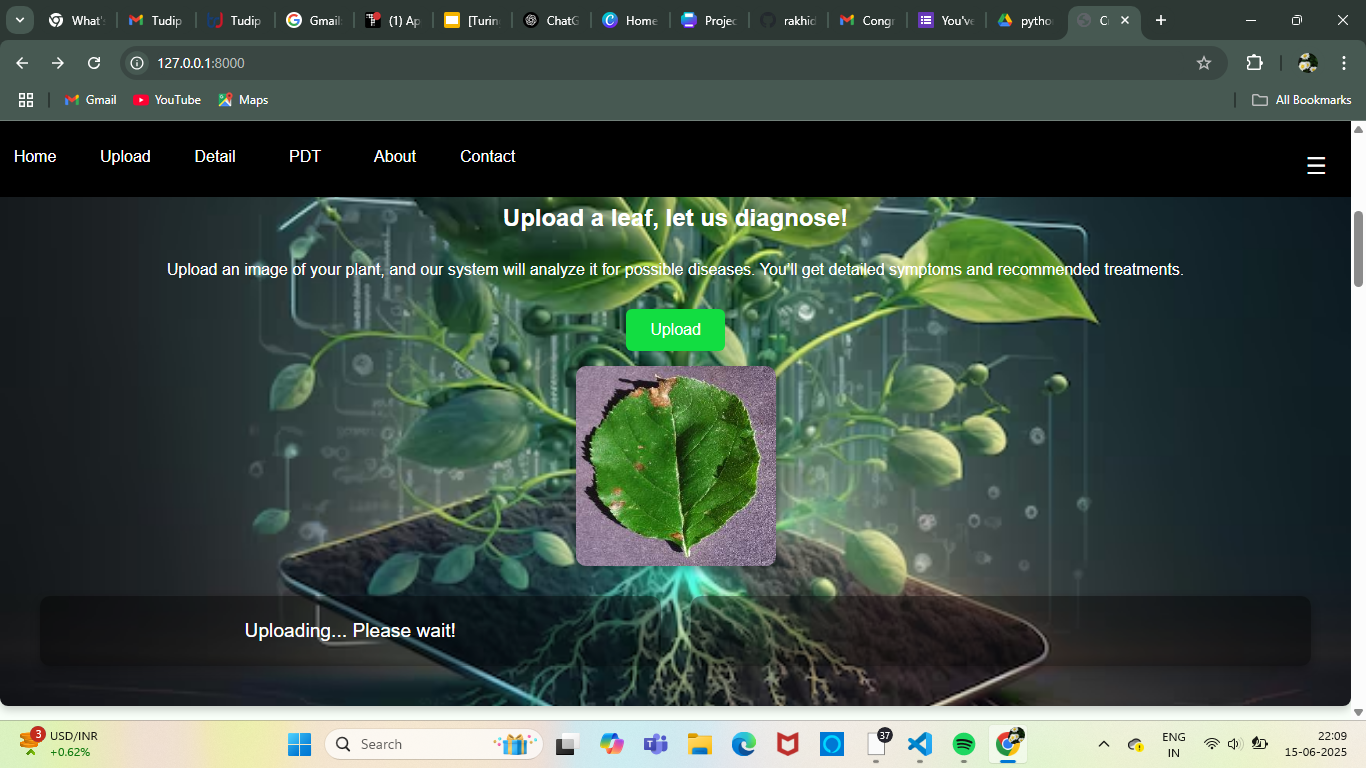 What's
Tudip
Tudip
Gmail
(1) Ap
[Turin
ChatG
Home
Projec
rakhid
Congr
You've
pytho
127.0.0.1:8000
Gmail
YouTube
Maps
All Bookmarks
Home
Upload
Detail
PDT
About
Contact
Upload a leaf, let us diagnose!
Upload an image of your plant, and our system will analyze it for possible diseases. You'll get detailed symptoms and recommended treatments.
Upload
Uploading... Please wait!
3
USD/INR
+0.62%
Search
37
ENG
IN
22:09
15-06-2025